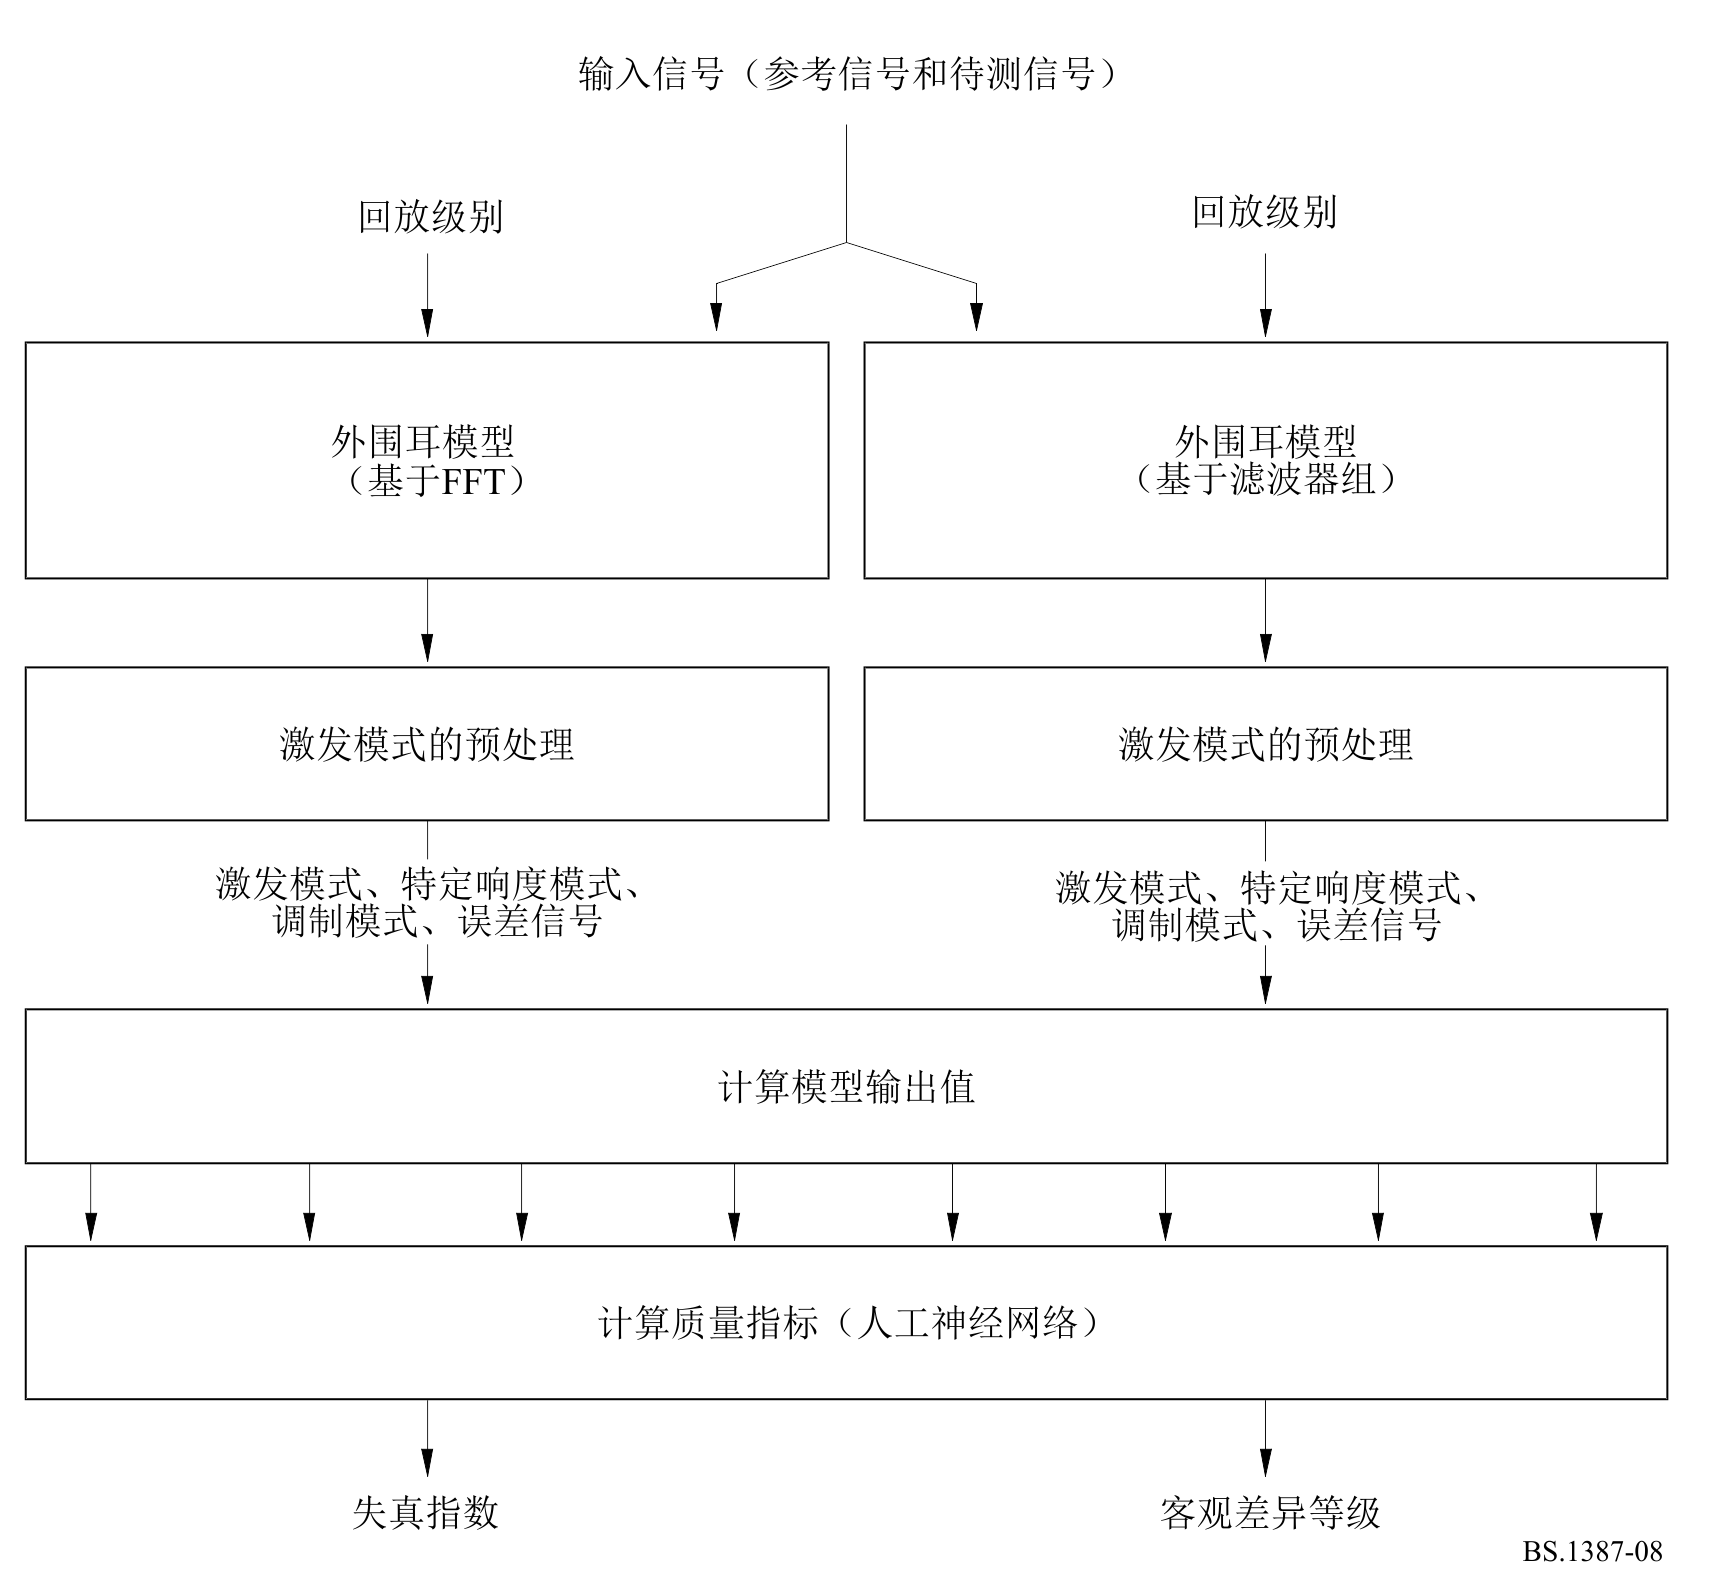 输入信号（参考信号和待测信号）
回放级别
回放级别
外围耳模型
（基于FFT）
外围耳模型
（基于滤波器组）
激发模式的预处理
激发模式的预处理
激发模式、特定响度模式、
调制模式、误差信号
激发模式、特定响度模式、
调制模式、误差信号
计算模型输出值
计算质量指标（人工神经网络）
失真指数
客观差异等级
BS.1387-08